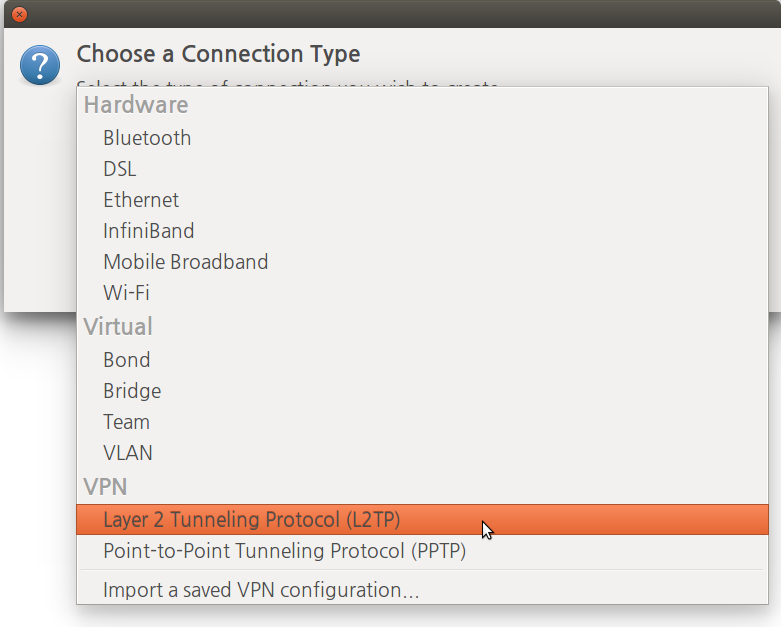 Choose a Connection Type
Select the type of connection you wish to create.
Hardware
Bluetooth
DSL
Ethernet
InfiniBand
Mobile Broadband
Wi-Fi
Virtual
Bond
Bridge
Team
VLAN
VPN
Layer 2 Tunneling Protocol (L2TP)
Point-to-Point Tunneling Protocol (PPTP)
Import a saved VPN configuration...